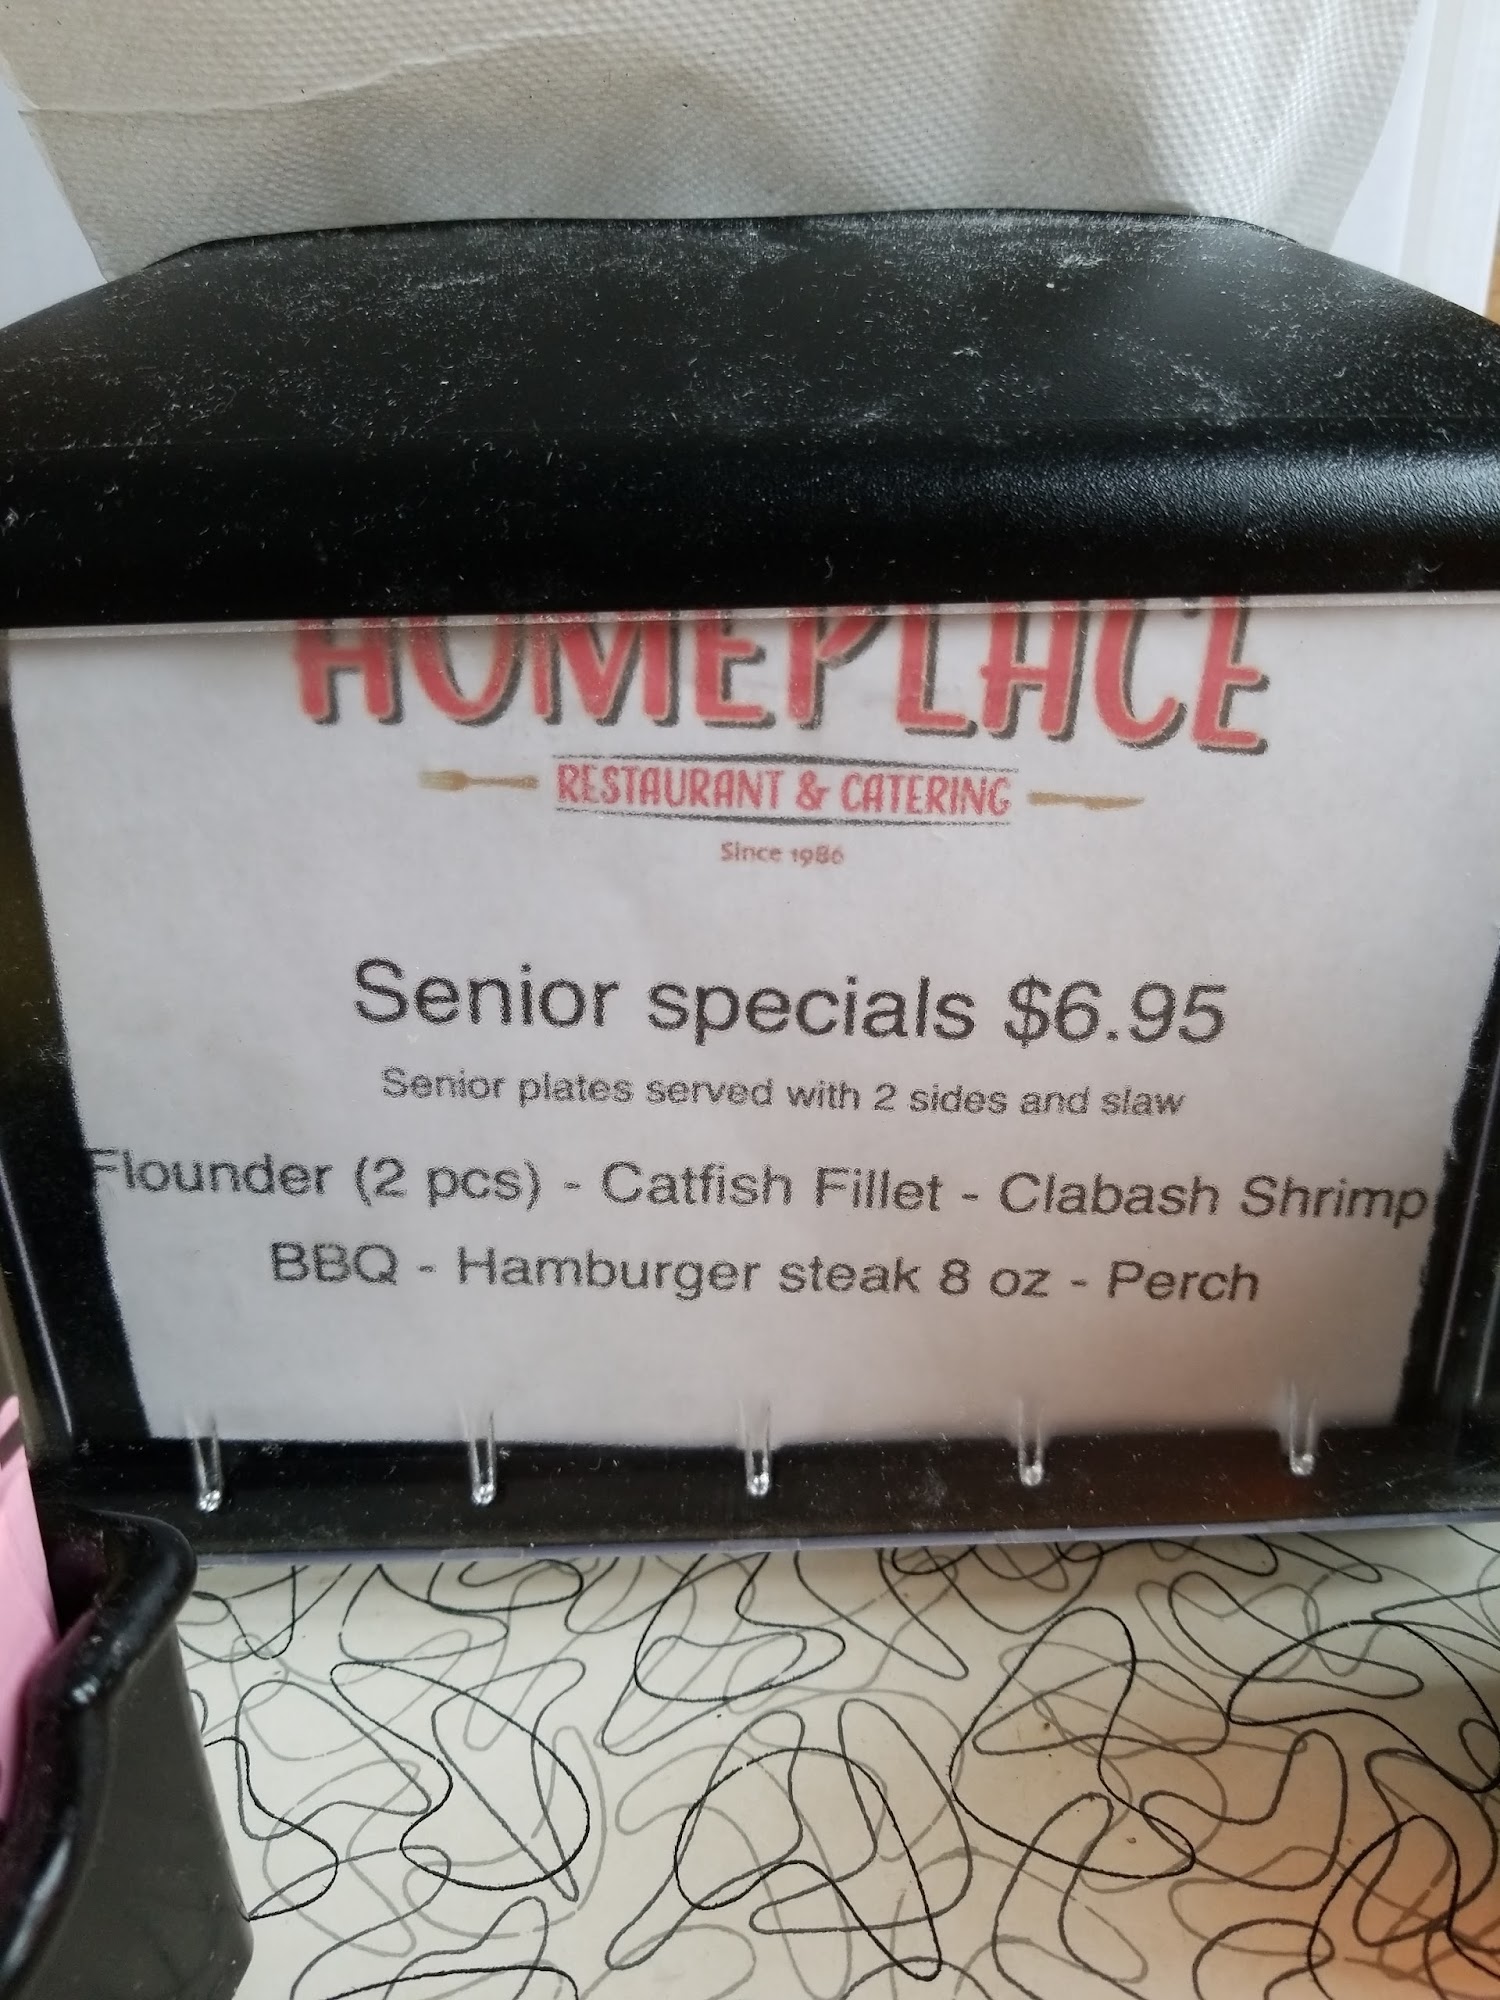 HOMEPLACE
RESTAURANT & CATERING
Since 1986
Senior specials $6.95
Senior plates served with 2 sides and slaw
Flounder (2 pcs) - Catfish Fillet - Clabash Shrimp
BBQ - Hamburger steak 8 oz - Perch